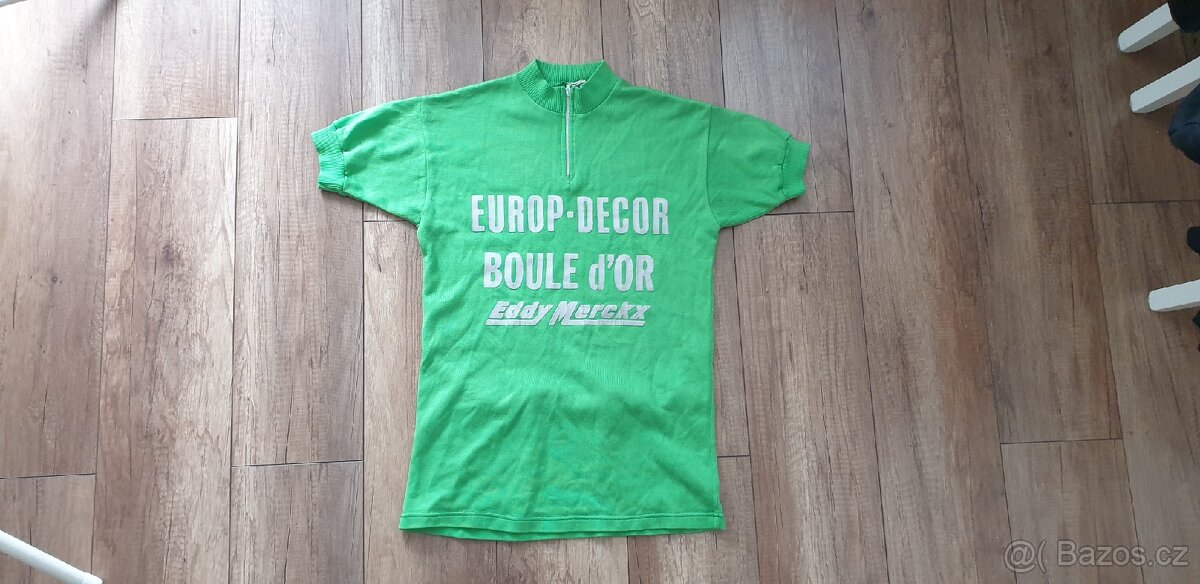 EUROP·DECOR
BOULE d'OR
Eddy Merckx
@( Bazos.cz